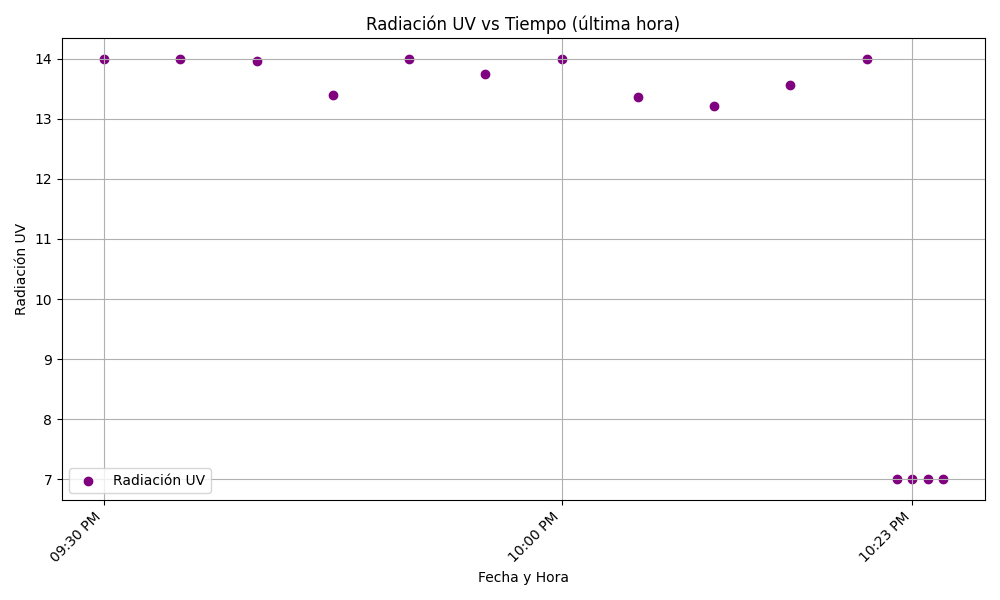 Radiación UV vs Tiempo (última hora)
Radiación UV
14
13
12
11
10
9
8
7
Radiación UV
09:30 PM
10:00 PM
10:23 PM
Fecha y Hora